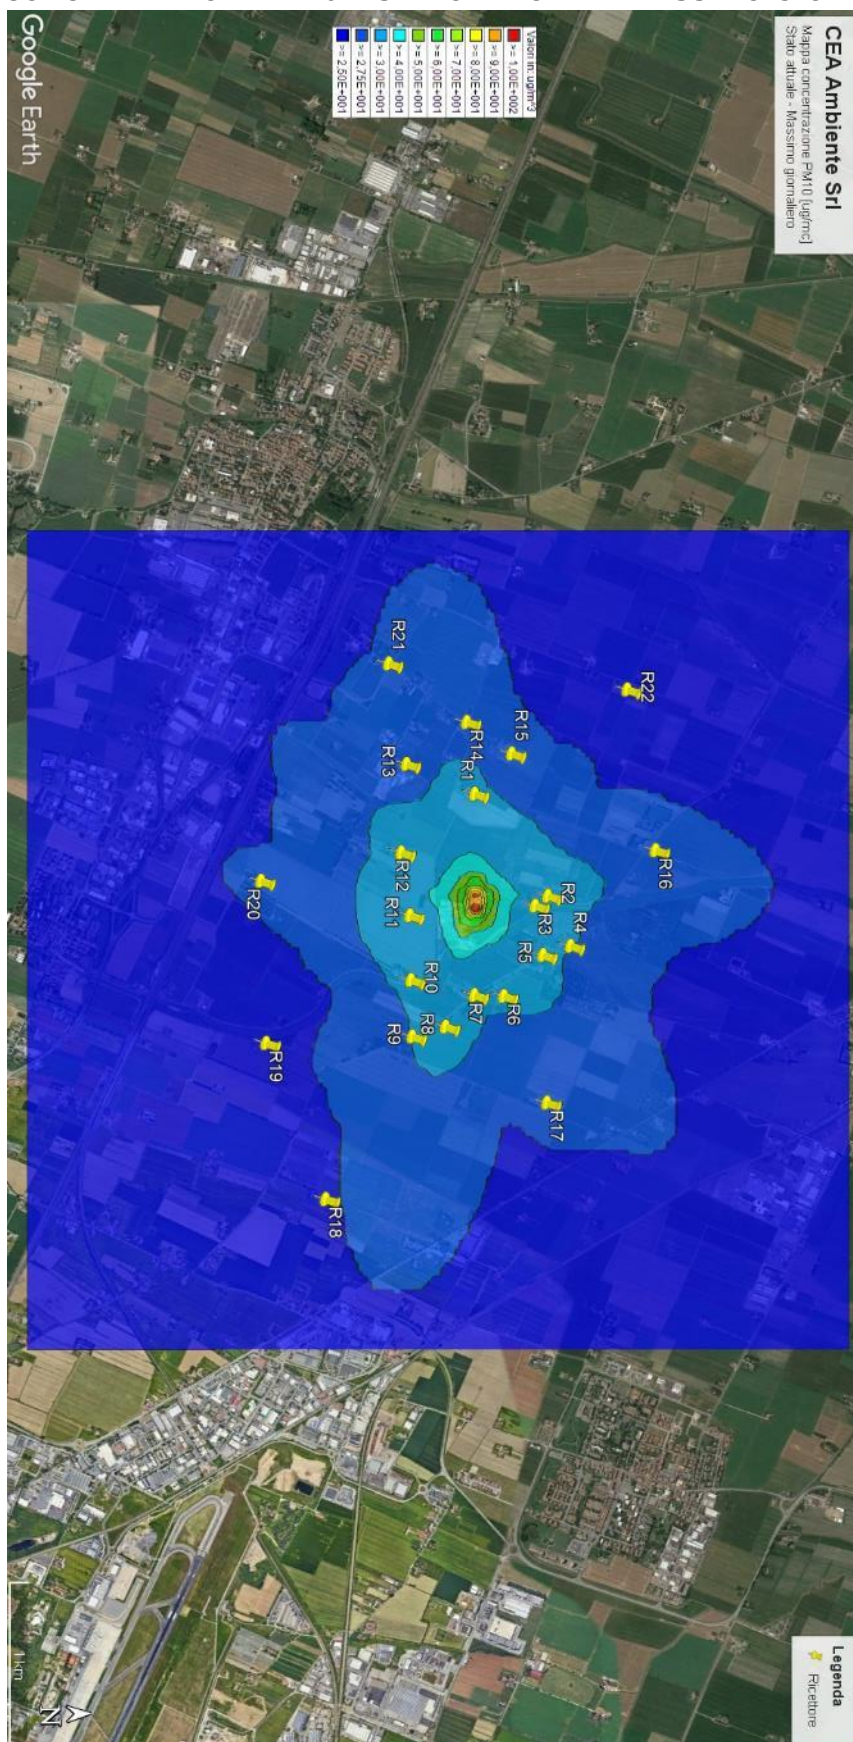 CEA Ambiente Srl
Mappa concentrazione PM10 [ug/mc]
Stato attuale - Massimo giornaliero
Legenda
Ricettore
Valori in: ug/m^3
>= 1.00E+002
>= 9.00E+001
>= 8.00E+001
>= 7.00E+001
>= 6.00E+001
>= 5.00E+001
>= 4.00E+001
>= 3.00E+001
>= 2.75E+001
>= 2.50E+001
R22
R16
R15
R2
R4
R3
R5
R17
R14
R1
R6
R7
R21
R13
R12
R11
R10
R8
R9
R18
R20
R19
Google Earth
1 km
N